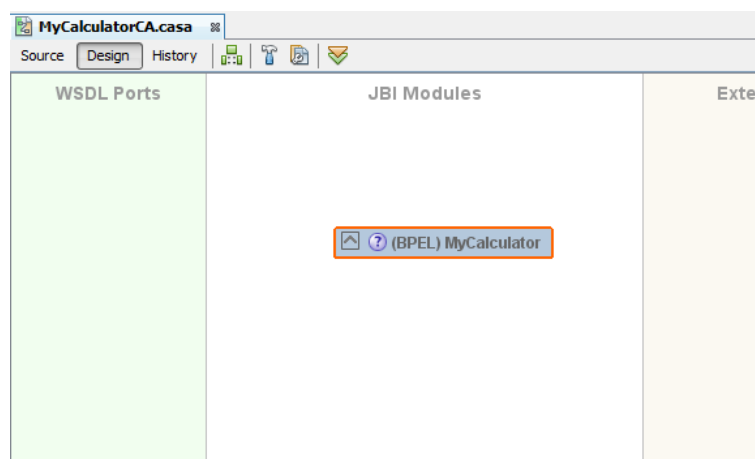 MyCalculatorCA.casa
Source Design History
WSDL Ports JBI Modules Exte
(BPEL) MyCalculator